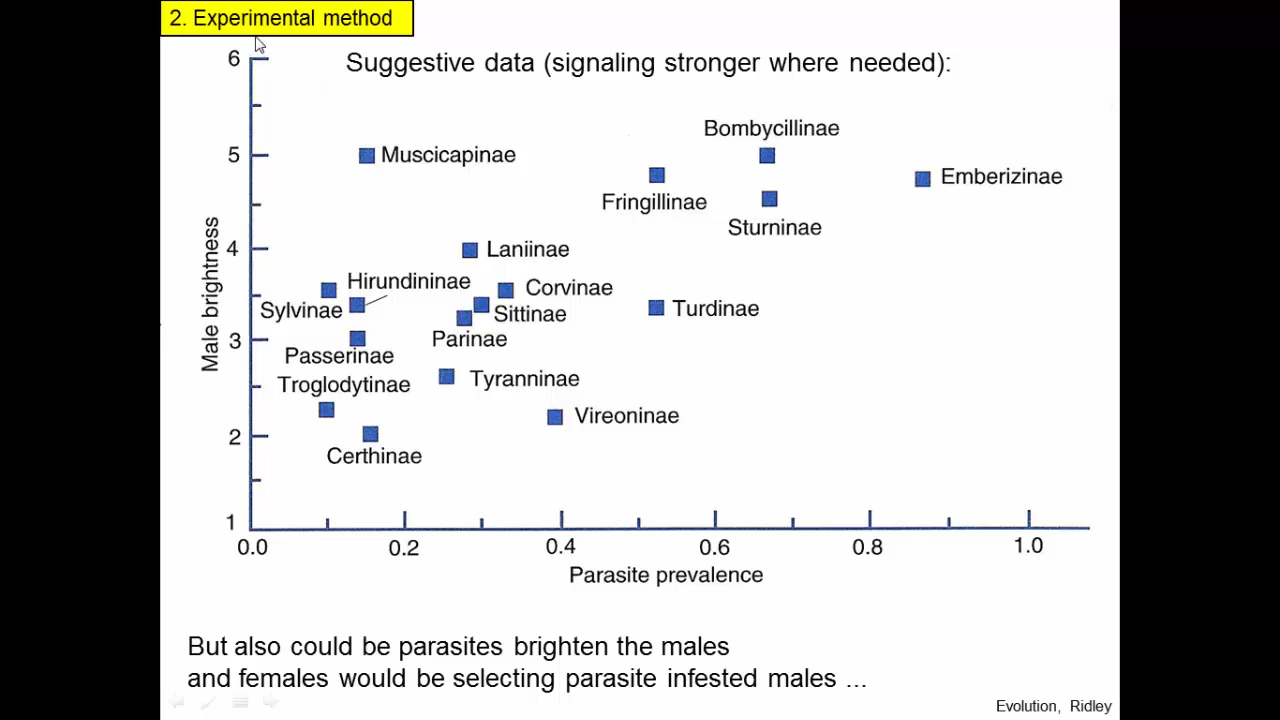 2. Experimental method
Suggestive data (signaling stronger where needed):
6
5
4
3
2
1
Male brightness
Bombycillinae
Muscicapinae
Emberizinae
Fringillinae
Sturninae
Laniinae
Hirundininae
Corvinae
Sylvinae
Sittinae
Turdinae
Parinae
Passerinae
Troglodytinae
Tyranninae
Vireoninae
Certhinae
0.0 0.2 0.4 0.6 0.8 1.0
Parasite prevalence
But also could be parasites brighten the males
and females would be selecting parasite infested males ...
Evolution, Ridley